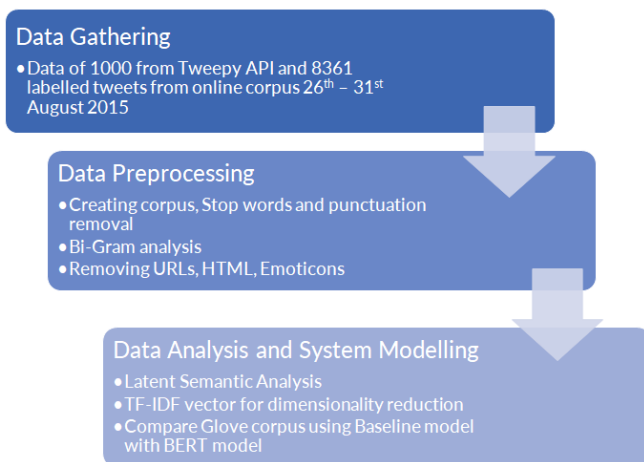 Data Gathering
•Data of 1000 from Tweepy API and 8361
labelled tweets from online corpus 26th – 31st
August 2015
Data Preprocessing
•Creating corpus, Stop words and punctuation
removal
•Bi-Gram analysis
•Removing URLs, HTML, Emoticons
Data Analysis and System Modelling
•Latent Semantic Analysis
•TF-IDF vector for dimensionality reduction
•Compare Glove corpus using Baseline model
with BERT model